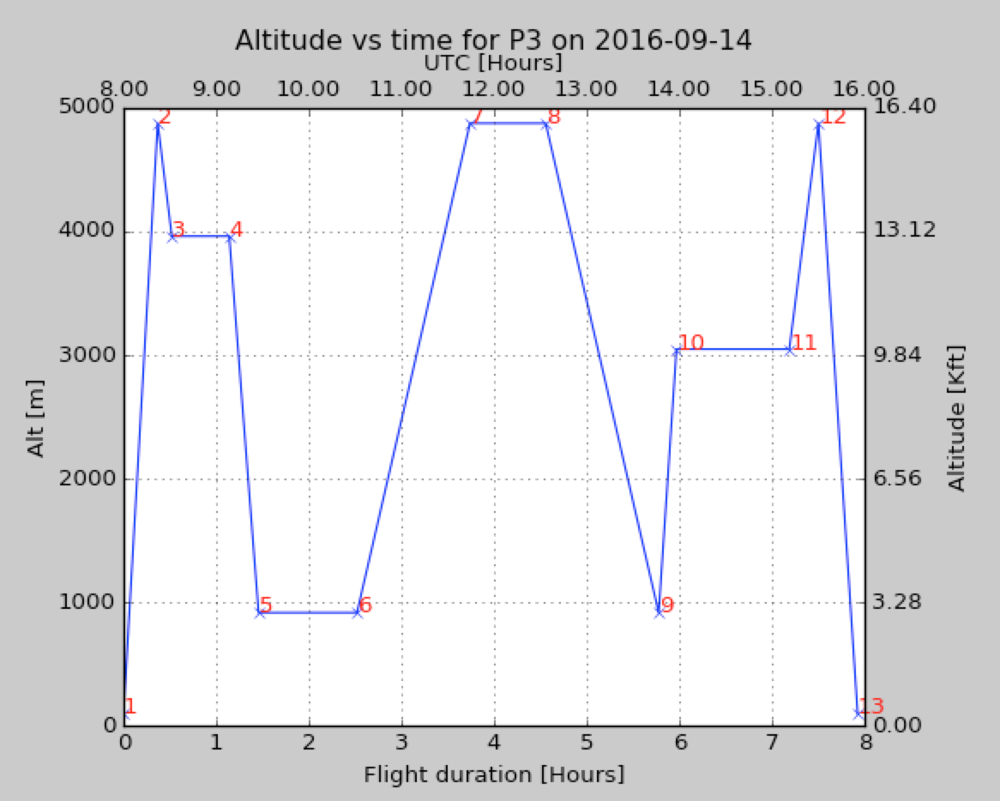 Altitude vs time for P3 on 2016-09-14
UTC [Hours]
8.00 9.00 10.00 11.00 12.00 13.00 14.00 15.00 16.00
5000 2 7 8 12 16.40
4000 3 4 13.12
3000 10 11 9.84
Alt [m]
Altitude [Kft]
2000 6.56
1000 5 6 9 3.28
1 13
0 0.00
0 1 2 3 4 5 6 7 8
Flight duration [Hours]